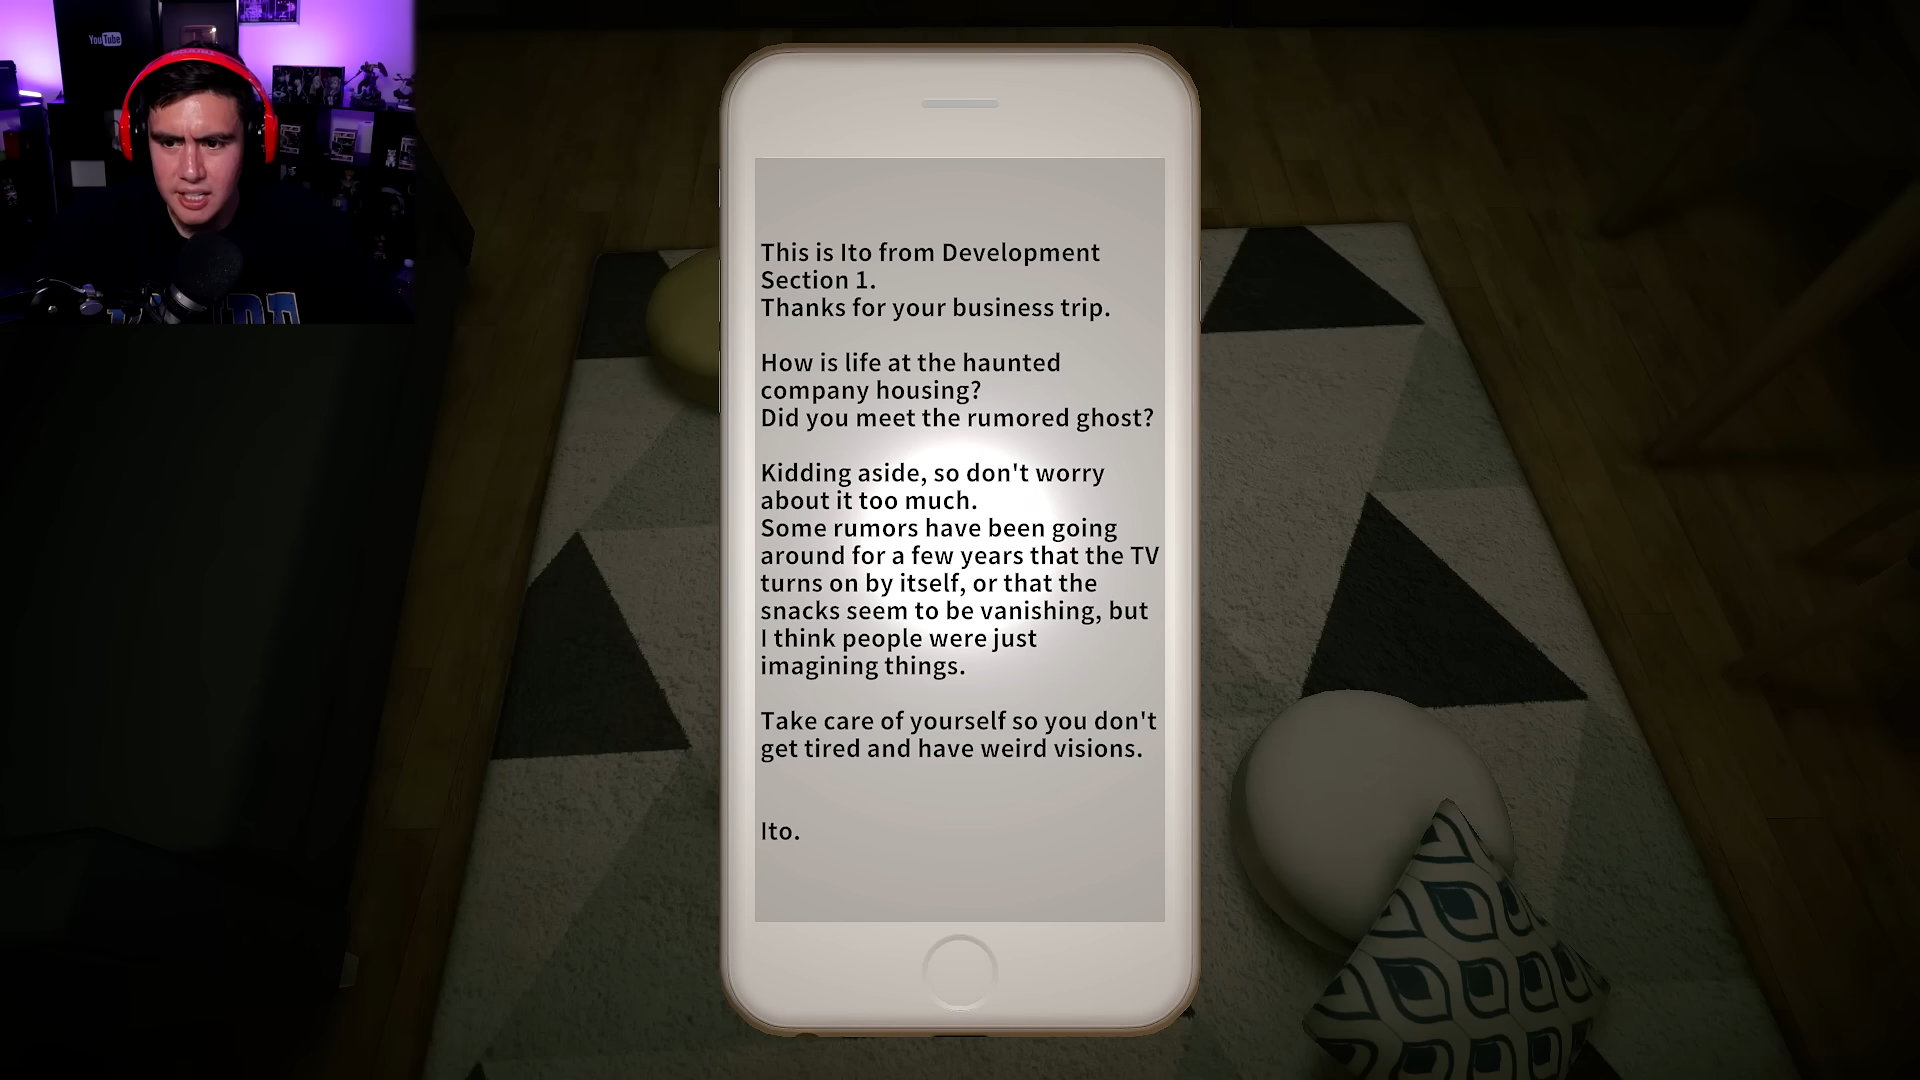 YouTube
This is Ito from Development
Section 1.
Thanks for your business trip.
How is life at the haunted
company housing?
Did you meet the rumored ghost?
Kidding aside, so don't worry
about it too much.
Some rumors have been going
around for a few years that the TV
turns on by itself, or that the
snacks seem to be vanishing, but
I think people were just
imagining things.
Take care of yourself so you don't
get tired and have weird visions.
Ito.